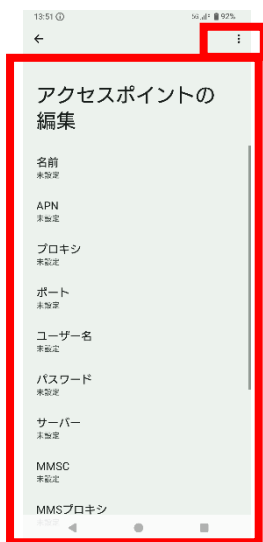 13:51
5G 92%
アクセスポイントの
編集
名前
未設定
APN
未設定
プロキシ
未設定
ポート
未設定
ユーザー名
未設定
パスワード
未設定
サーバー
未設定
MMSC
未設定
MMSプロキシ